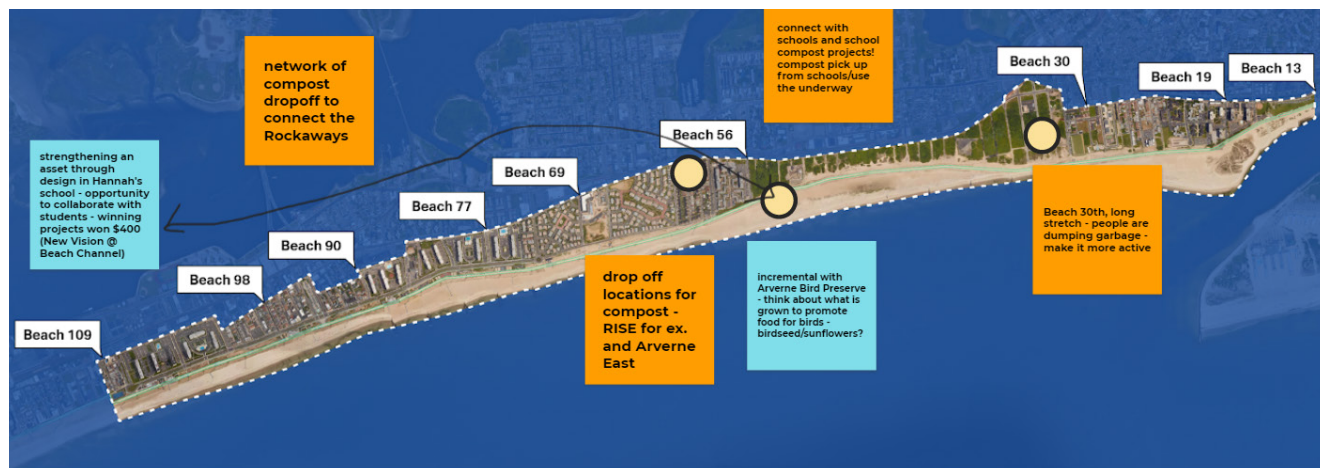 network of
compost
dropoff to
connect the
Rockaways
connect with
schools and school
compost projects!
compost pick up
from schools/use
the underway
strengthening an
asset through
design in Hannah's
school - opportunity
to collaborate with
students - winning
projects won $400
(New Vision @
Beach Channel)
Beach 109
Beach 98
Beach 90
Beach 77
Beach 69
Beach 56
Beach 30
Beach 19
Beach 13
drop off
locations for
compost -
RISE for ex.
and Arverne
East
incremental with
Arverne Bird Preserve
- think about what is
grown to promote
food for birds -
birdseed/sunflowers?
Beach 30th, long
stretch - people are
dumping garbage -
make it more active